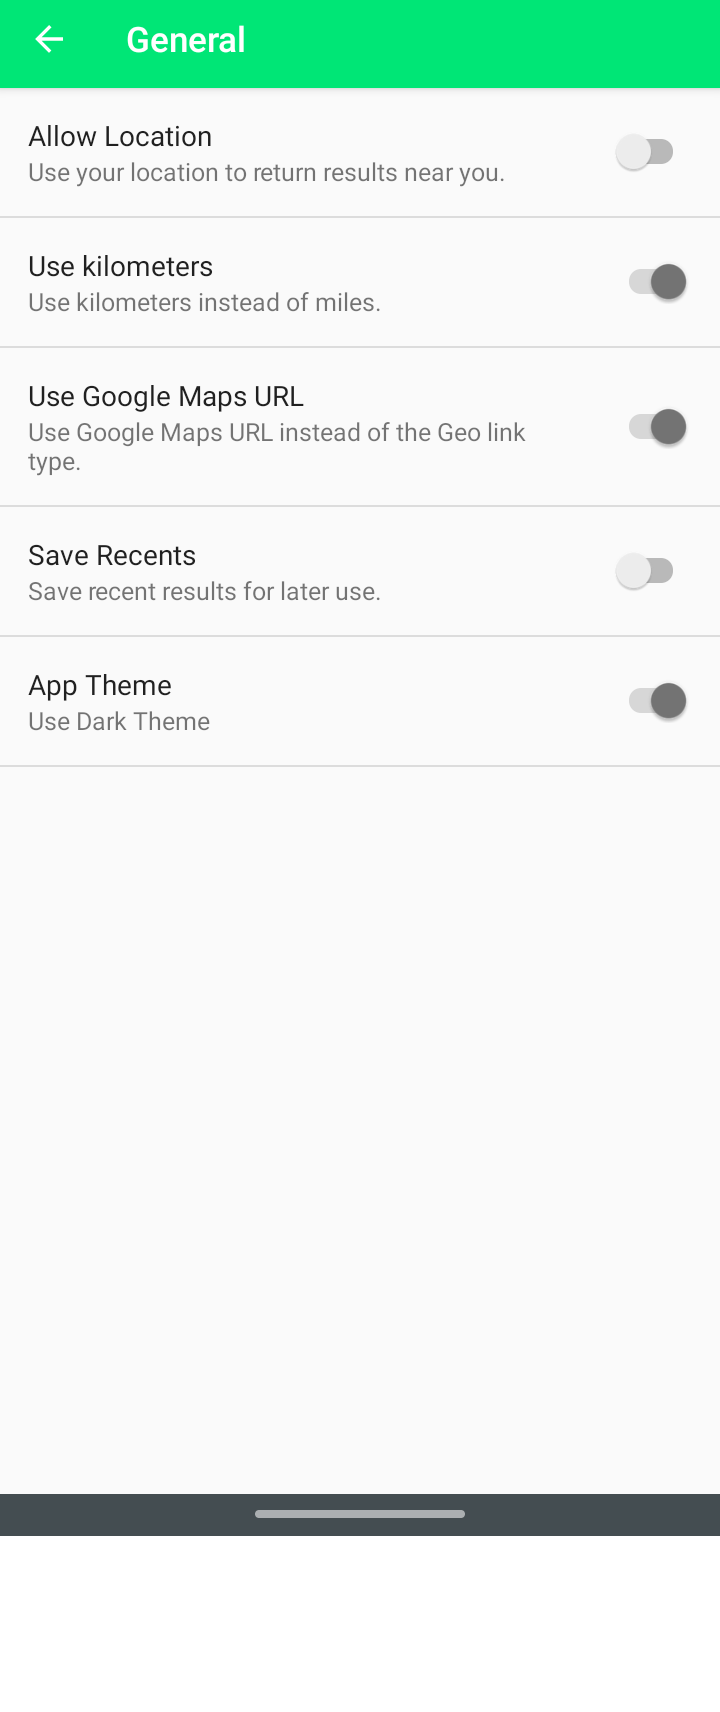 General
Allow Location
Use your location to return results near you.
Use kilometers
Use kilometers instead of miles.
Use Google Maps URL
Use Google Maps URL instead of the Geo link
type.
Save Recents
Save recent results for later use.
App Theme
Use Dark Theme